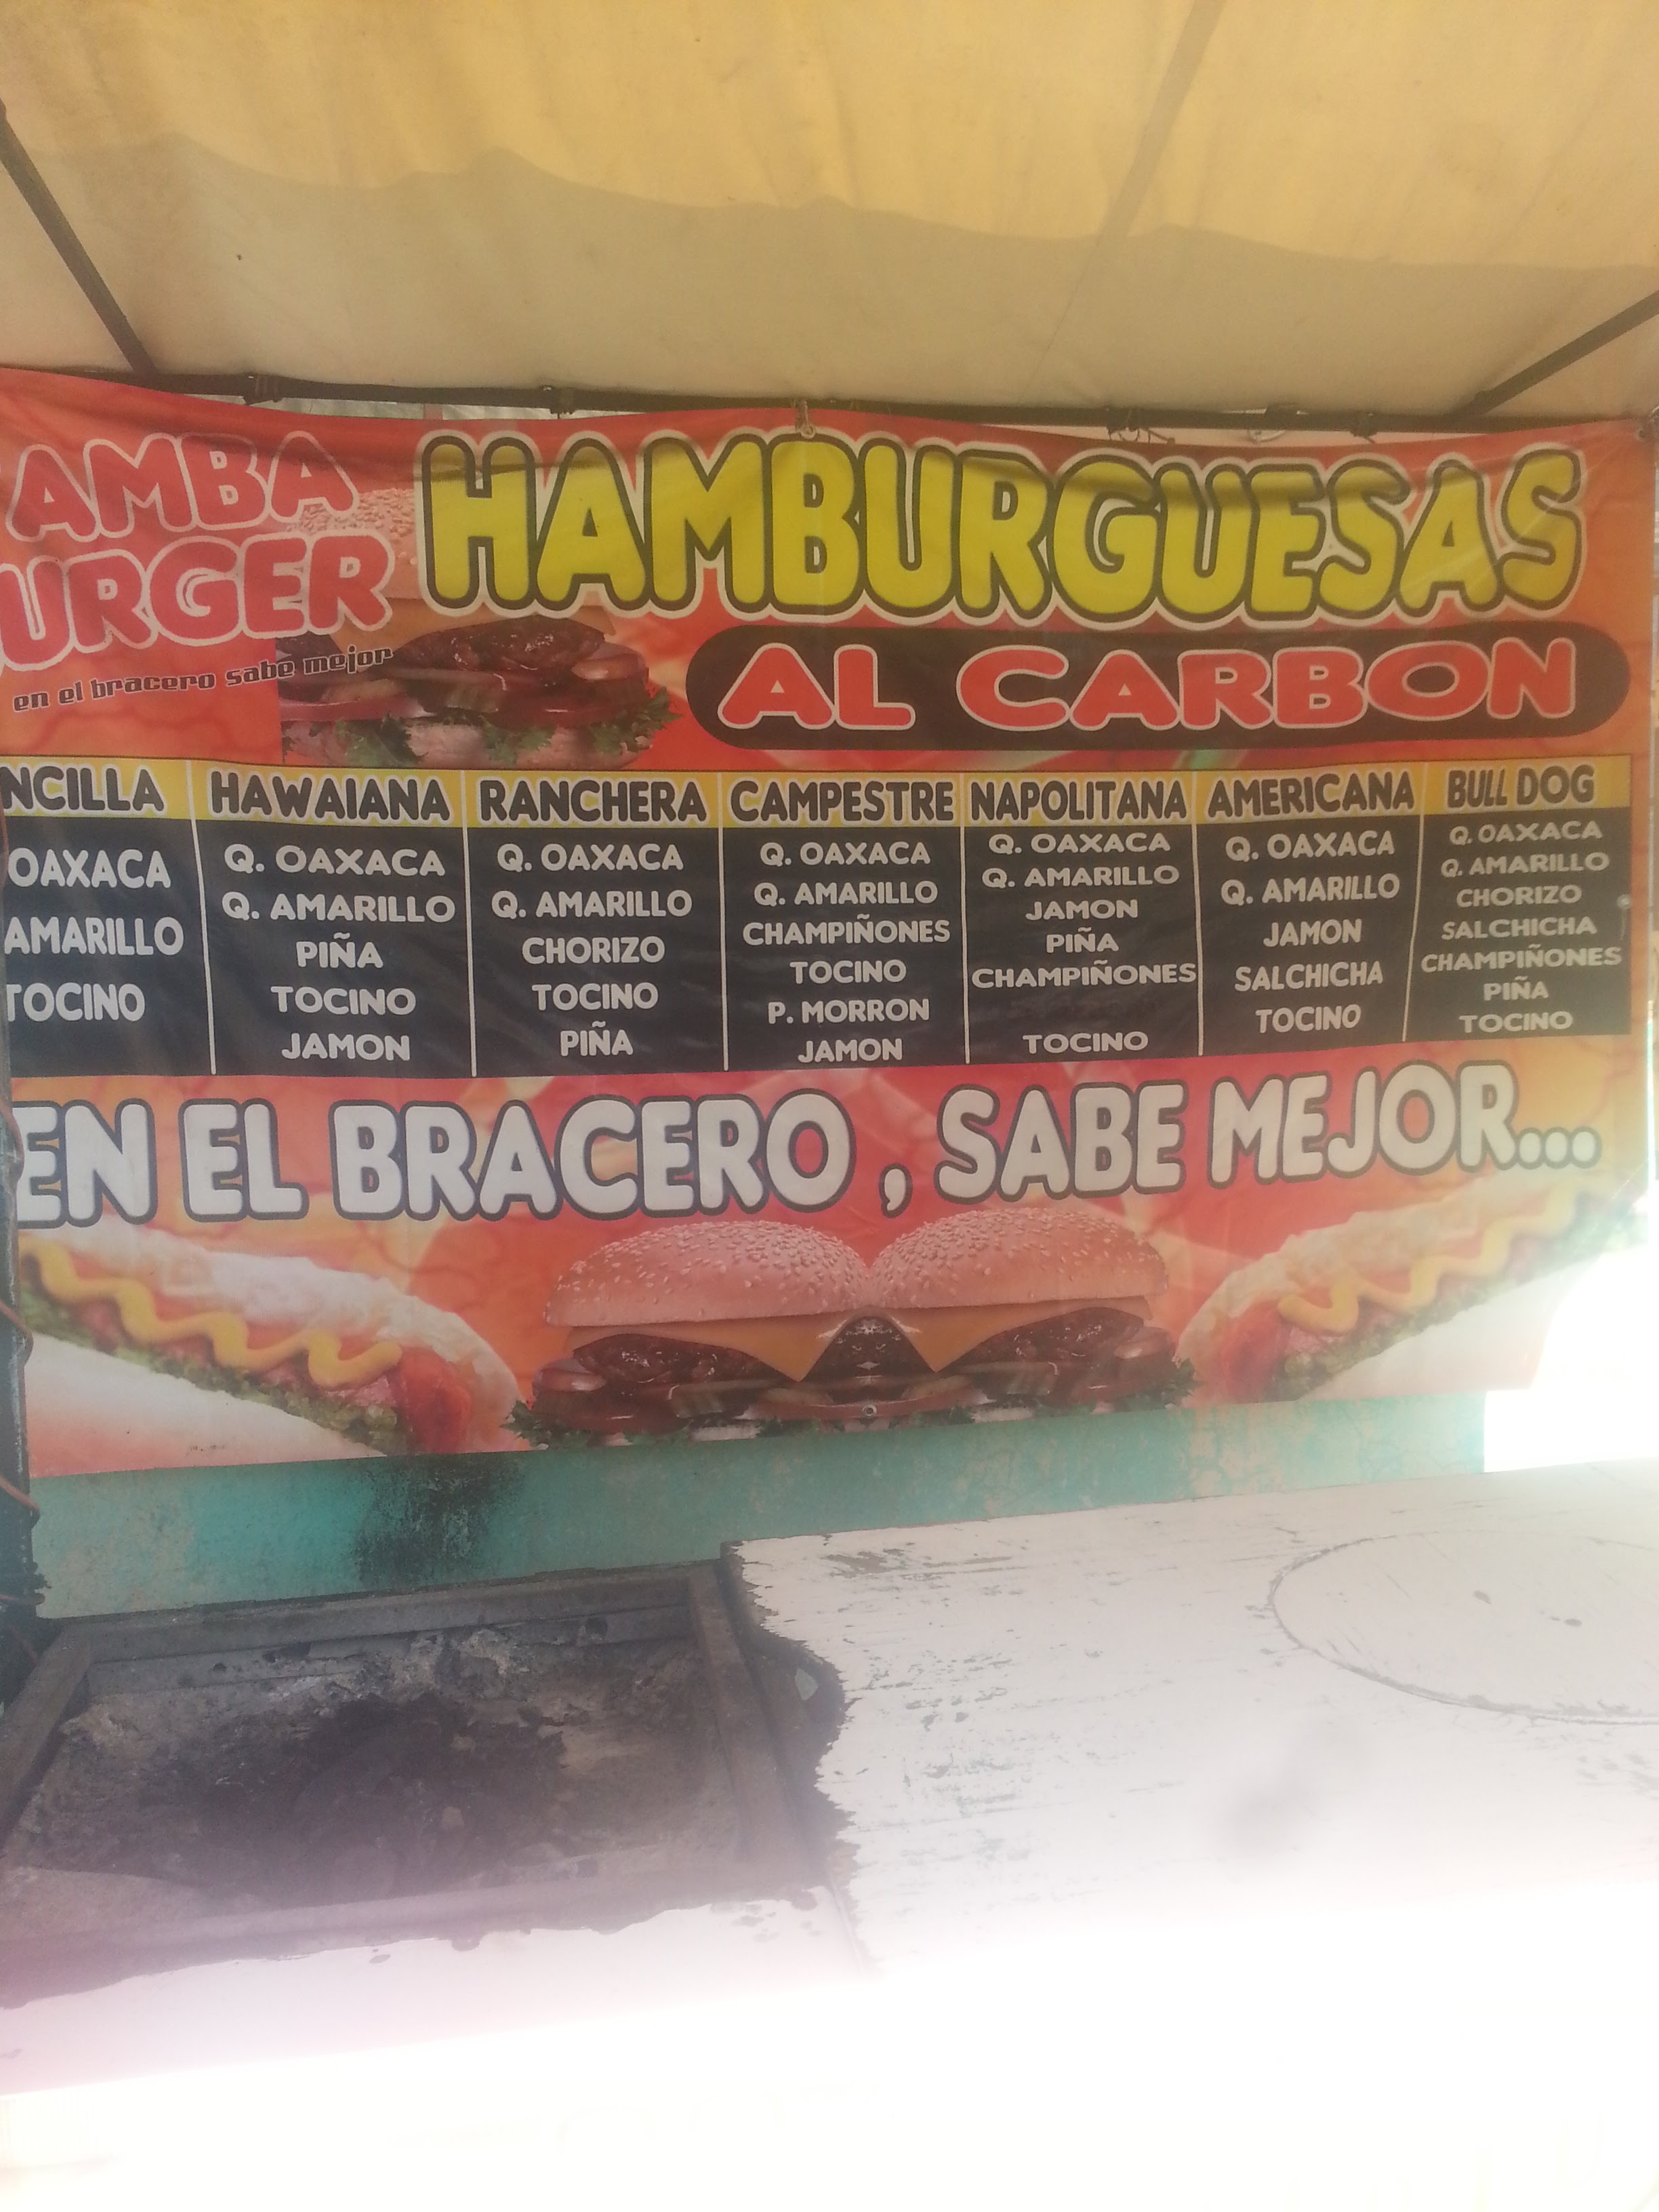 AMBA
URGER
en el bracero sabe mejor
HAMBURGUESAS
AL CARBON
NCILLA
OAXACA
AMARILLO
TOCINO
HAWAIANA
Q. OAXACA
Q. AMARILLO
PIÑA
TOCINO
JAMON
RANCHERA
Q. OAXACA
Q. AMARILLO
CHORIZO
TOCINO
PIÑA
CAMPESTRE
Q. OAXACA
Q. AMARILLO
CHAMPIÑONES
TOCINO
P. MORRON
JAMON
NAPOLITANA
Q. OAXACA
Q. AMARILLO
JAMON
PIÑA
CHAMPIÑONES
TOCINO
AMERICANA
Q. OAXACA
Q. AMARILLO
JAMON
SALCHICHA
TOCINO
BULL DOG
Q. OAXACA
Q. AMARILLO
CHORIZO
SALCHICHA
CHAMPIÑONES
PIÑA
TOCINO
EN EL BRACERO , SABE MEJOR...